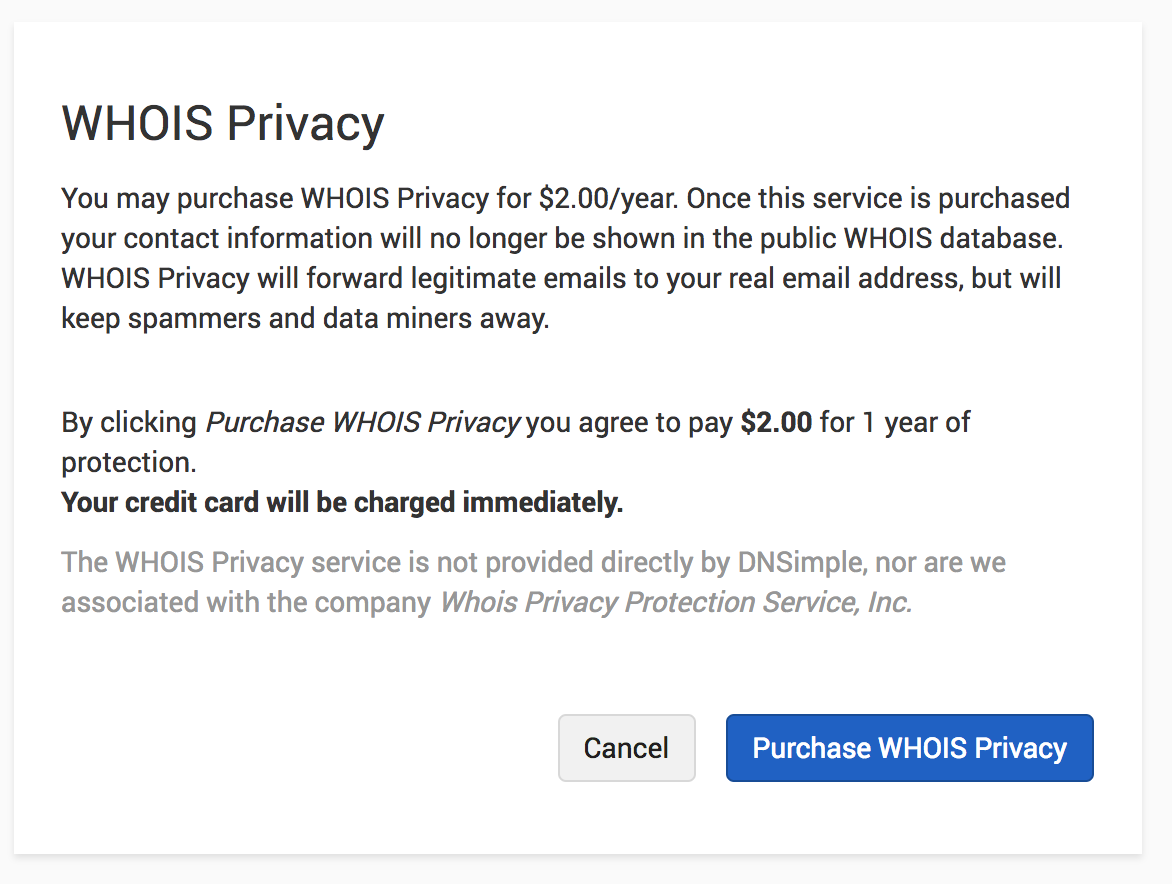 WHOIS Privacy
You may purchase WHOIS Privacy for $2.00/year. Once this service is purchased
your contact information will no longer be shown in the public WHOIS database.
WHOIS Privacy will forward legitimate emails to your real email address, but will
keep spammers and data miners away.
By clicking Purchase WHOIS Privacy you agree to pay $2.00 for 1 year of
protection.
Your credit card will be charged immediately.
The WHOIS Privacy service is not provided directly by DNSimple, nor are we
associated with the company Whois Privacy Protection Service, Inc.
Cancel
Purchase WHOIS Privacy